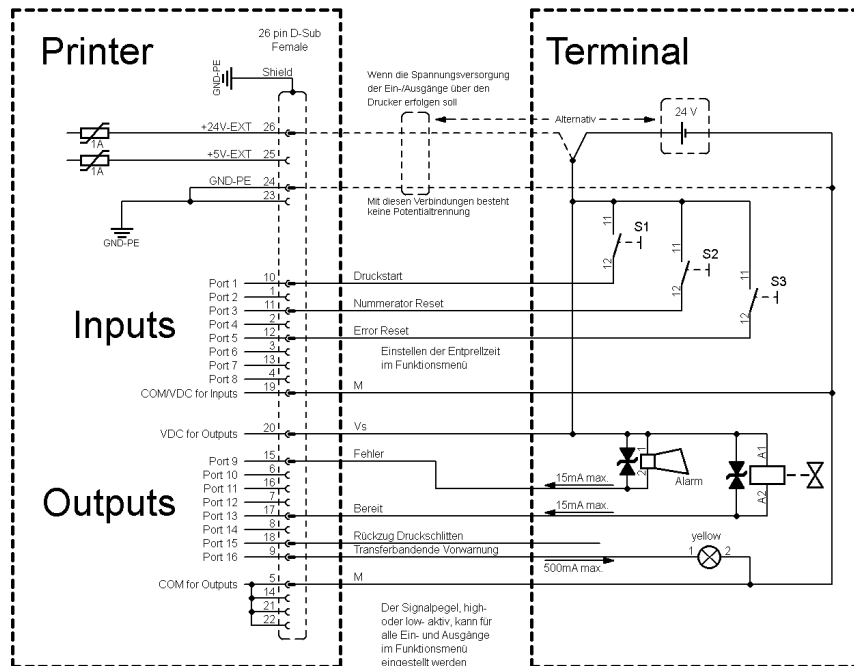 Printer
26 pin D-Sub
Female
Terminal
GND-PE
Shield
Wenn die Spannungsversorgung
der Ein-/Ausgänge über den
Drucker erfolgen soll
Alternativ
24 V
1A
+24V-EXT 26
1A
+5V-EXT 25
GND-PE 24
23
GND-PE
Mit diesen Verbindungen besteht
keine Potentialtrennung
11
12
S1
11
12
S2
11
12
S3
Inputs
Port 1 10 Druckstart
Port 2 1
Port 3 11 Nummerator Reset
Port 4 2
Port 5 12 Error Reset
Port 6 3
Port 7 13
Port 8 4
Einstellen der Entprellzeit
im Funktionsmenü
COM/VDC for Inputs 19 M
VDC for Outputs 20 Vs
Outputs
Port 9 15 Fehler
Port 10 6
Port 11 16
Port 12 7
Port 13 17 Bereit
Port 14 8
Port 15 18 Rückzug Druckschlitten
Port 16 9 Transferbandende Vorwarnung
15mA max.
1
2
Alarm
A1
A2
15mA max.
yellow
1 2
500mA max.
COM for Outputs 5 M
14
21
22
Der Signalpegel, high-
oder low- aktiv, kann für
alle Ein- und Ausgänge
im Funktionsmenü
eingestellt werden